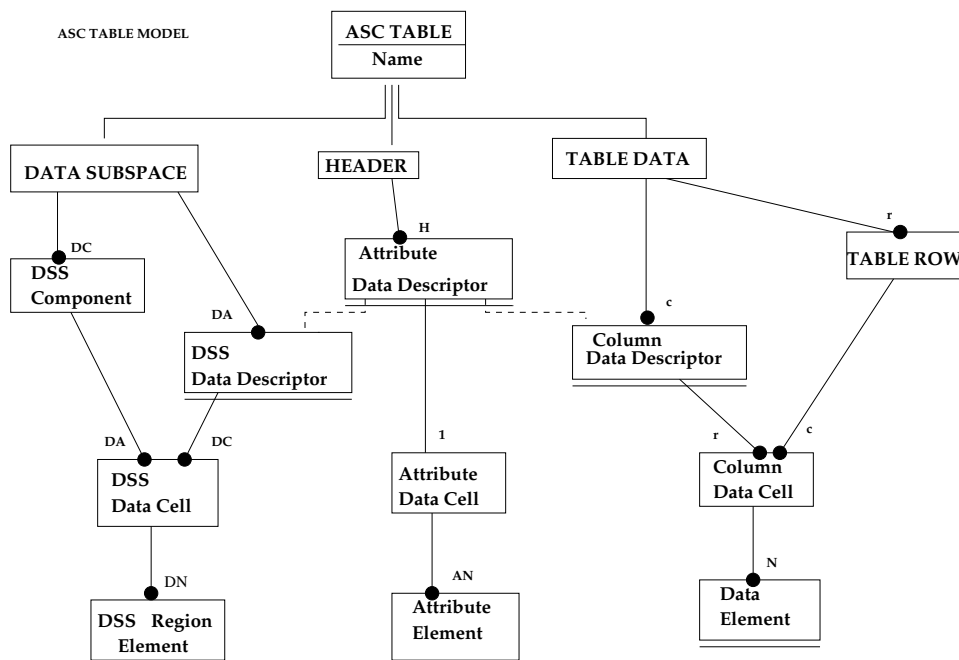 ASC TABLE MODEL
ASC TABLE
Name
DATA SUBSPACE
HEADER
TABLE DATA
DC
H
r
DSS
Component
Attribute
Data Descriptor
TABLE ROW
DA
c
DSS
Data Descriptor
Column
Data Descriptor
DA
DC
1
r
c
DSS
Data Cell
Attribute
Data Cell
Column
Data Cell
DN
AN
N
DSS Region
Element
Attribute
Element
Data
Element